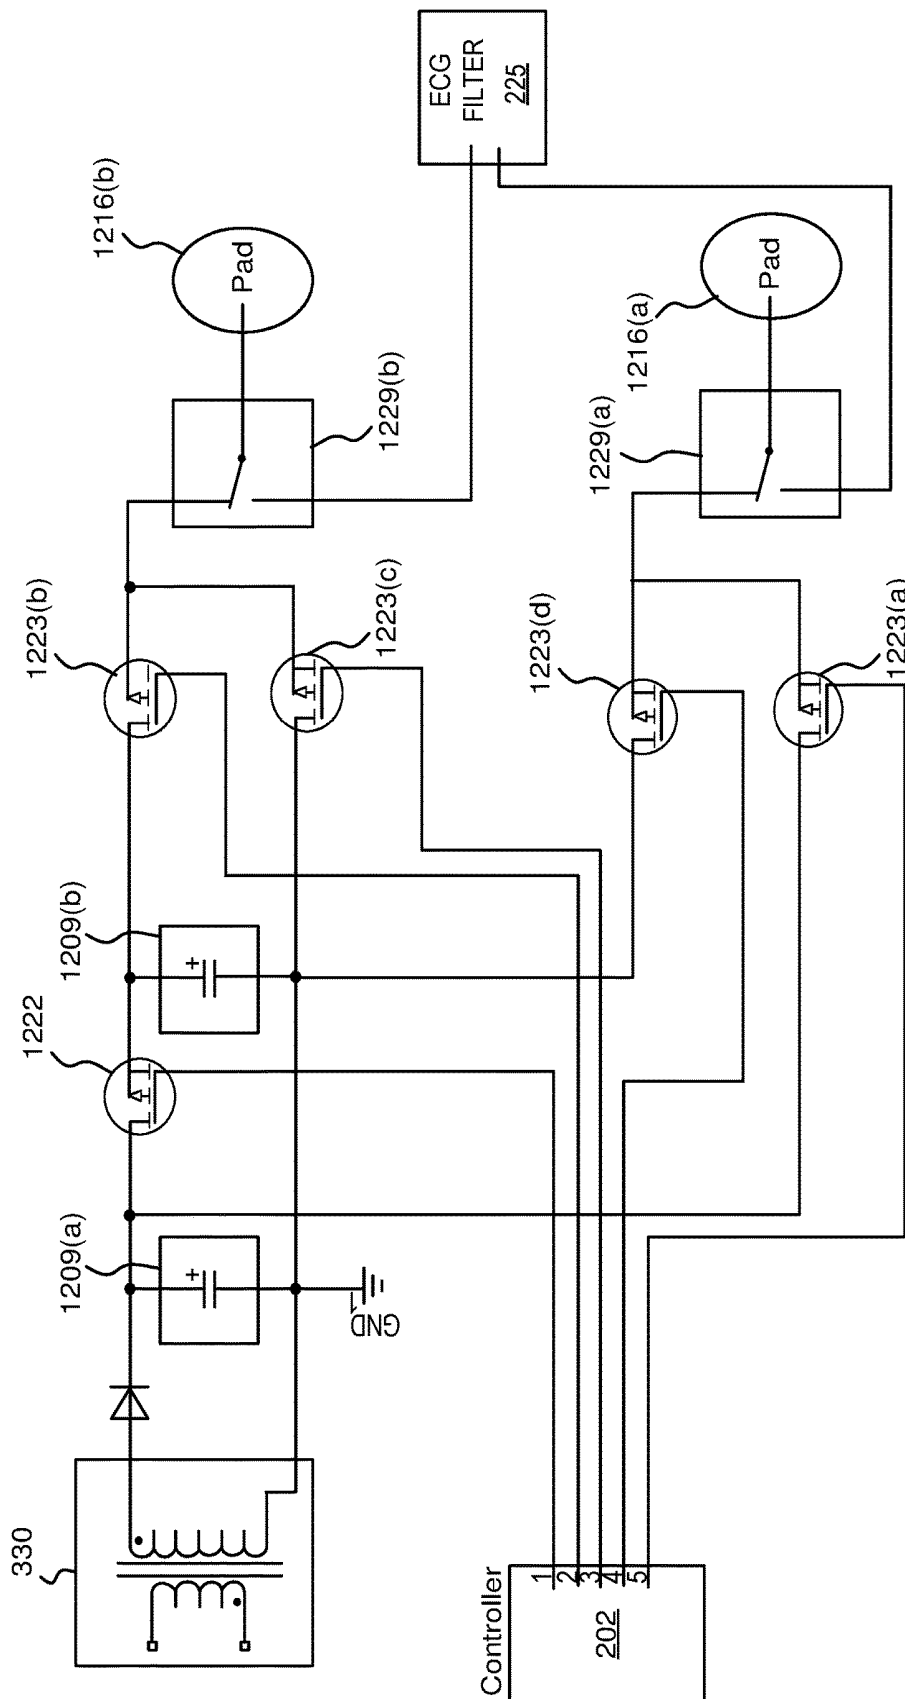 ECG
FILTER
225
1216(b)
Pad
1229(b)
1216(a)
Pad
1229(a)
1223(b)
1223(c)
1223(d)
1223(a)
1209(b)
+
1222
1209(a)
+
GND
330
Controller
202
1
2
3
4
5